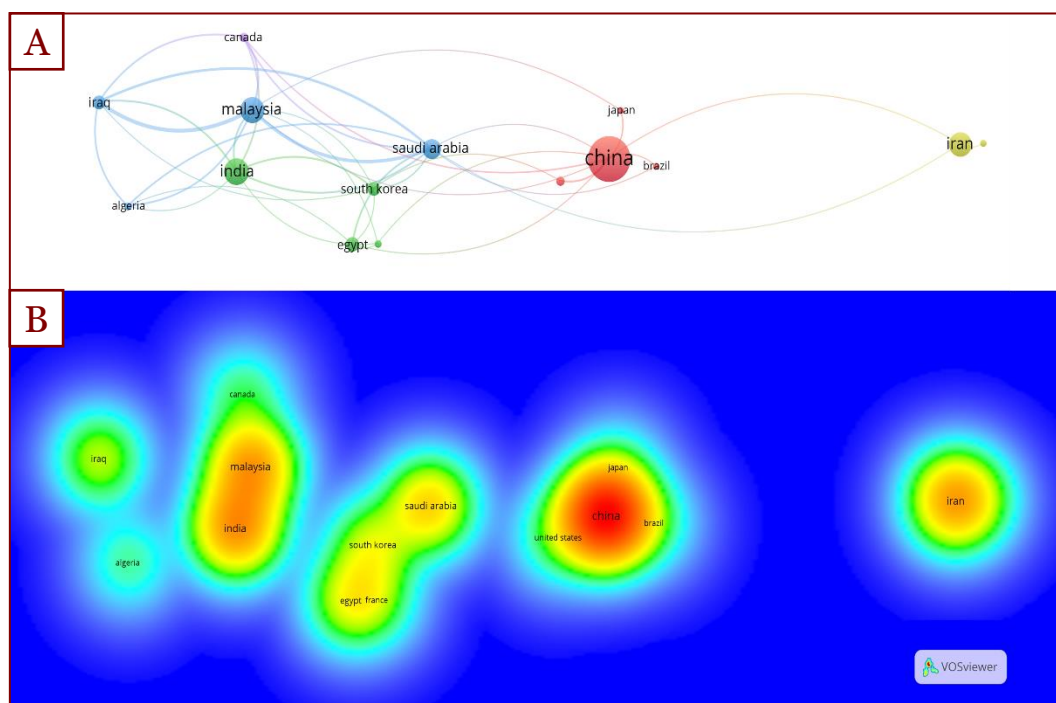 A
canada
iraq
malaysia
japan
saudi arabia
china
iran
brazil
india
south korea
algeria
egypt
B
canada
iraq
malaysia
japan
saudi arabia
iran
china
brazil
india
united states
south korea
algeria
egypt france
VOSviewer